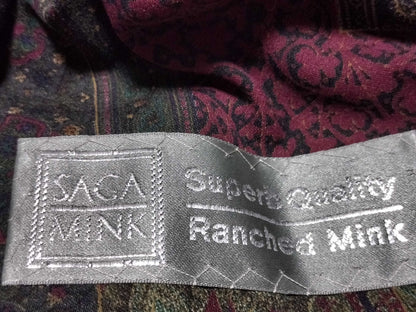 SAGA
MINK
Superb Quality
Ranched Mink